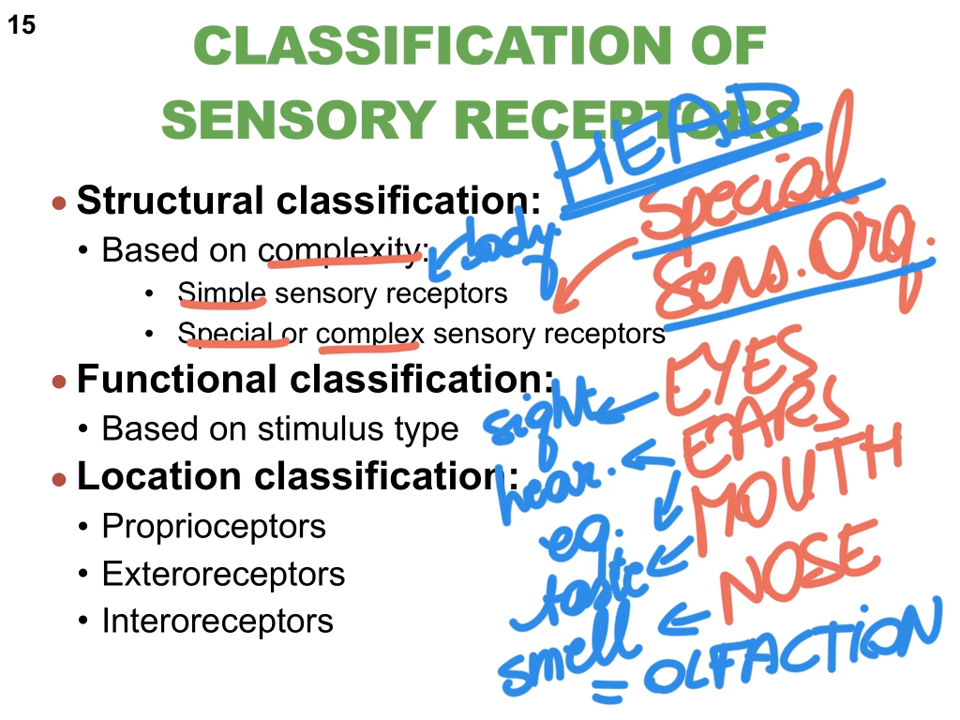 15
CLASSIFICATION OF
SENSORY RECEPTORS
HEAD
• Structural classification:
special
• Based on complexity:
body.
Sens. Org.
• Simple sensory receptors
• Special or complex sensory receptors
EYES
• Functional classification:
sight
EARS
• Based on stimulus type
MOUTH
• Location classification:
hear.
• Proprioceptors
eq.
NOSE
• Exteroreceptors
taste
• Interoreceptors
smell
= OLFACTION